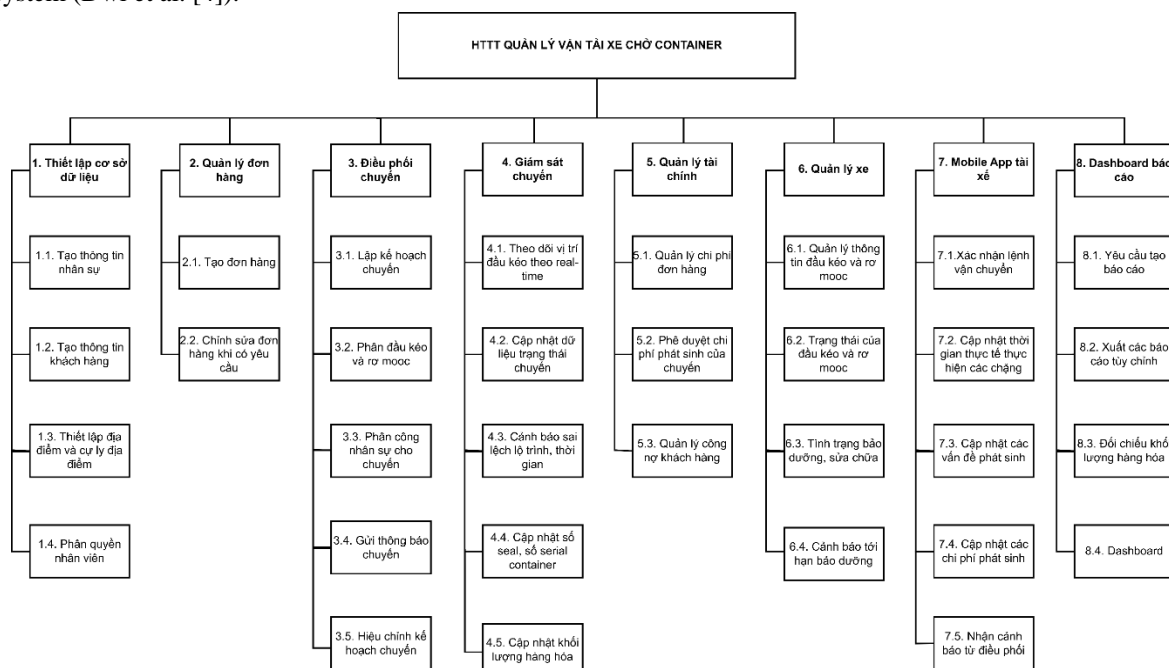 system (Dwi et al. [4]).
HTTT QUẢN LÝ VẬN TẢI XE CHỞ CONTAINER
1. Thiết lập cơ sở
dữ liệu
2. Quản lý đơn
hàng
3. Điều phối
chuyến
4. Giám sát
chuyến
5. Quản lý tài
chính
6. Quản lý xe
7. Mobile App tài
xế
8. Dashboard báo
cáo
1.1. Tạo thông tin
nhân sự
1.2. Tạo thông tin
khách hàng
1.3. Thiết lập địa
điểm và cự ly địa
điểm
1.4. Phân quyền
nhân viên
2.1. Tạo đơn hàng
2.2. Chỉnh sửa đơn
hàng khi có yêu
cầu
3.1. Lập kế hoạch
chuyến
3.2. Phân đầu kéo
và rơ mooc
3.3. Phân công
nhân sự cho
chuyến
3.4. Gửi thông báo
chuyến
3.5. Hiệu chỉnh kế
hoạch chuyến
4.1. Theo dõi vị trí
đầu kéo theo real-
time
4.2. Cập nhật dữ
liệu trạng thái
chuyến
4.3. Cảnh báo sai
lệch lộ trình, thời
gian
4.4. Cập nhật số
seal, số serial
container
4.5. Cập nhật khối
lượng hàng hóa
5.1. Quản lý chi phí
đơn hàng
5.2. Phê duyệt chi
phí phát sinh của
chuyến
5.3. Quản lý công
nợ khách hàng
6.1. Quản lý thông
tin đầu kéo và rơ
mooc
6.2. Trạng thái của
đầu kéo và rơ
mooc
6.3. Tình trạng bảo
dưỡng, sửa chữa
6.4. Cảnh báo tới
hạn bảo dưỡng
7.1.Xác nhận lệnh
vận chuyển
7.2. Cập nhật thời
gian thực tế thực
hiện các chặng
7.3. Cập nhật các
vấn đề phát sinh
7.4. Cập nhật các
chi phí phát sinh
7.5. Nhận cảnh
báo từ điều phối
8.1. Yêu cầu tạo
báo cáo
8.2. Xuất các báo
cáo tùy chỉnh
8.3. Đối chiếu khối
lượng hàng hóa
8.4. Dashboard